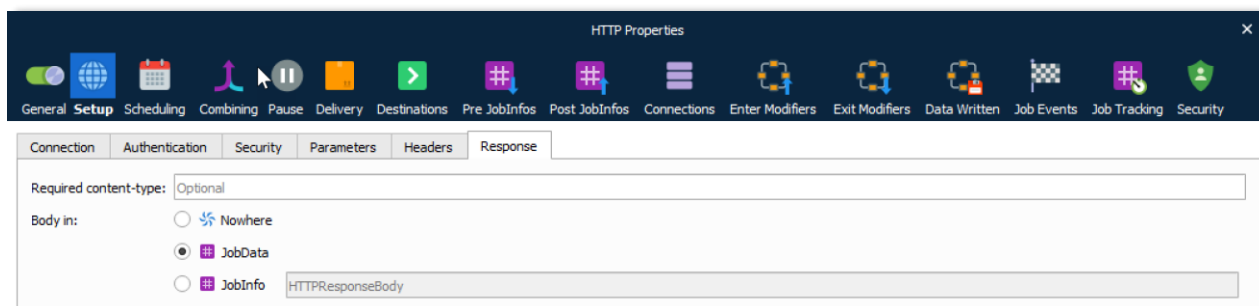 HTTP Properties
General Setup Scheduling Combining Pause Delivery Destinations Pre JobInfos Post JobInfos Connections Enter Modifiers Exit Modifiers Data Written Job Events Job Tracking Security
Connection Authentication Security Parameters Headers Response
Required content-type: Optional
Body in: Nowhere
JobData
JobInfo HTTPResponseBody